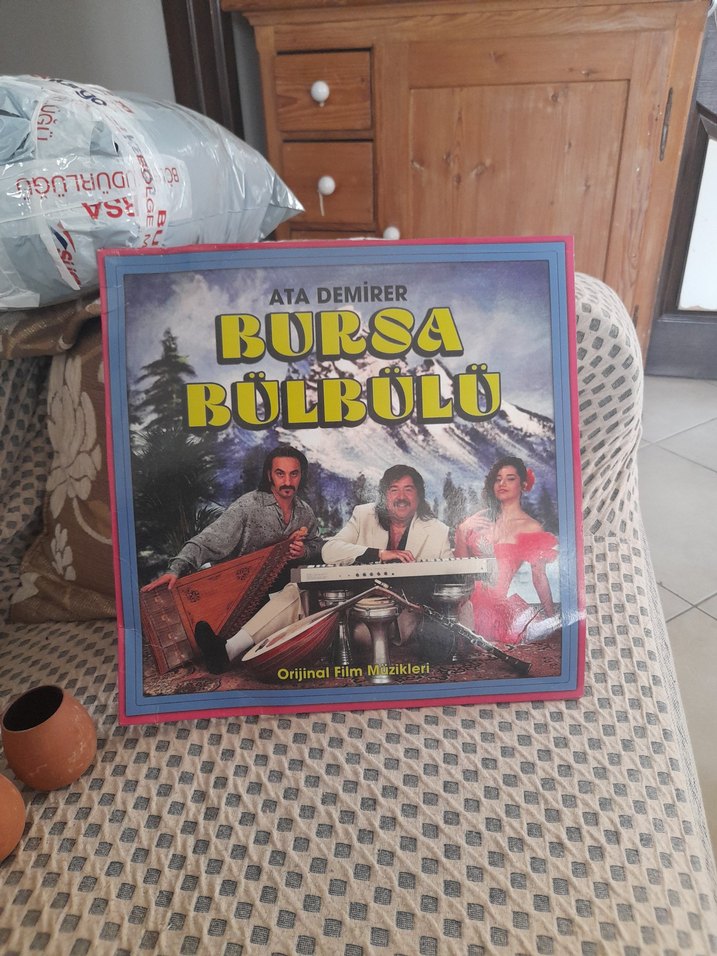 ATA DEMİRER
BURSA
BÜLBÜLÜ
Orijinal Film Müzikleri